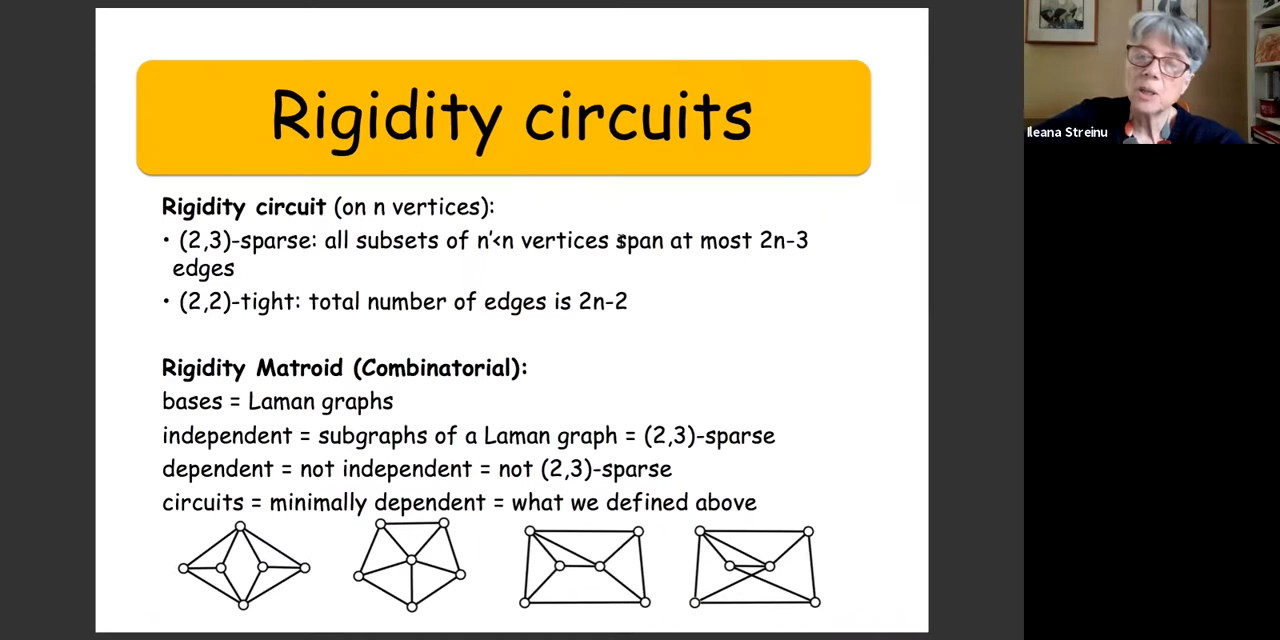 Rigidity circuits
Ileana Streinu
Rigidity circuit (on n vertices):
• (2,3)-sparse: all subsets of n'<n vertices span at most 2n-3
edges
• (2,2)-tight: total number of edges is 2n-2
Rigidity Matroid (Combinatorial):
bases = Laman graphs
independent = subgraphs of a Laman graph = (2,3)-sparse
dependent = not independent = not (2,3)-sparse
circuits = minimally dependent = what we defined above